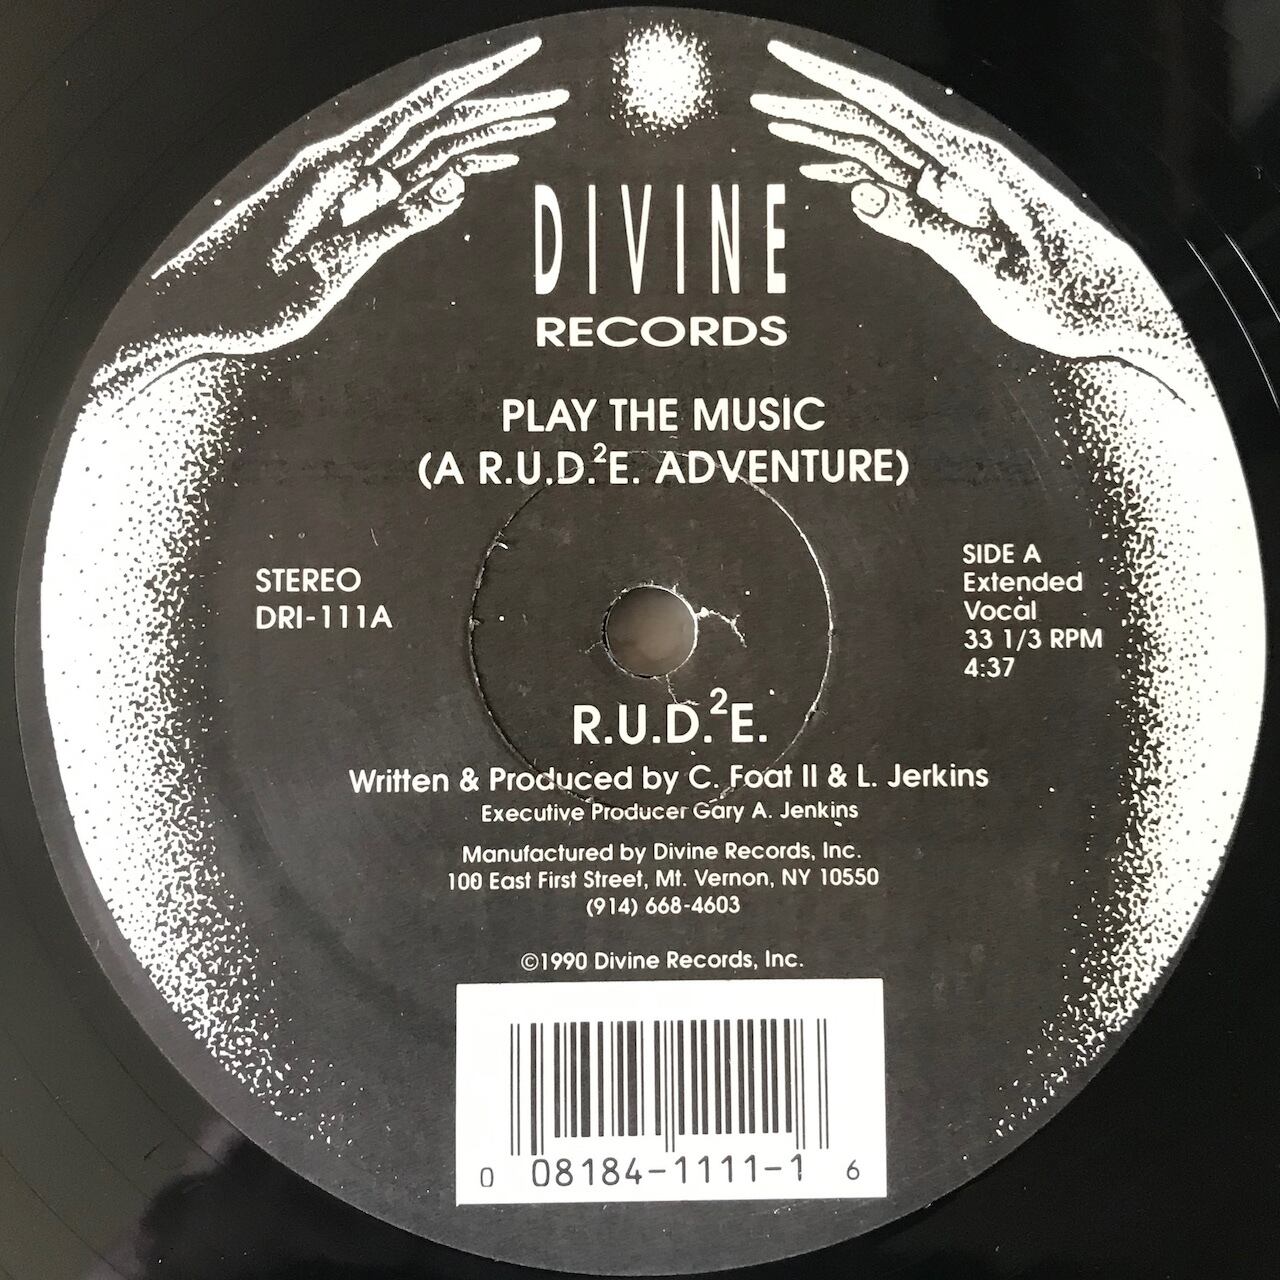 DIVINE
RECORDS
PLAY THE MUSIC
(A R.U.D.²E. ADVENTURE)
STEREO
DRI-111A
SIDE A
Extended
Vocal
33 1/3 RPM
4:37
R.U.D.²E.
Written & Produced by C. Foat II & L. Jerkins
Executive Producer Gary A. Jenkins
Manufactured by Divine Records, Inc.
100 East First Street, Mt. Vernon, NY 10550
(914) 668-4603
©1990 Divine Records, Inc.
0 08184-1111-1 6